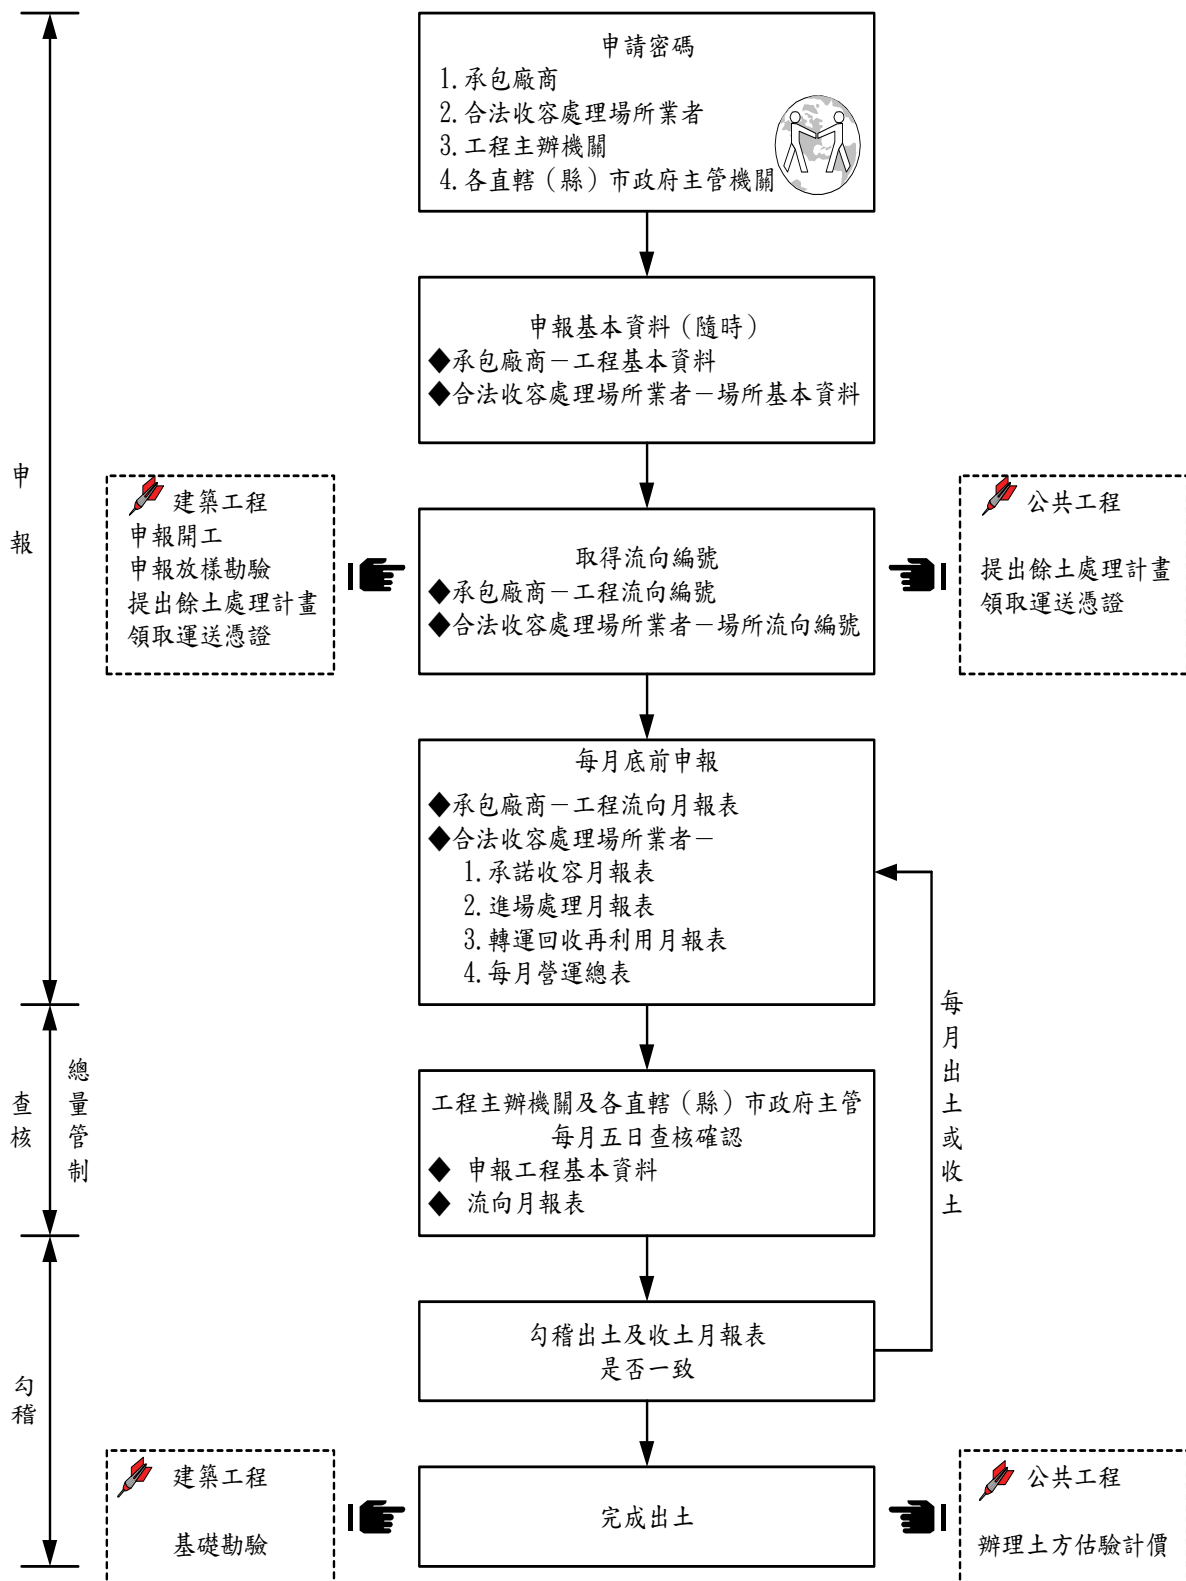 申請密碼
1.承包廠商
2.合法收容處理場所業者
3.工程主辦機關
4.各直轄（縣）市政府主管機關
申報基本資料（隨時）
◆承包廠商－工程基本資料
◆合法收容處理場所業者－場所基本資料
申報
建築工程
申報開工
申報放樣勘驗
提出餘土處理計畫
領取運送憑證
取得流向編號
◆承包廠商－工程流向編號
◆合法收容處理場所業者－場所流向編號
公共工程
提出餘土處理計畫
領取運送憑證
每月底前申報
◆承包廠商－工程流向月報表
◆合法收容處理場所業者－
1.承諾收容月報表
2.進場處理月報表
3.轉運回收再利用月報表
4.每月營運總表
每月出土或收土
查核
總量管制
工程主辦機關及各直轄（縣）市政府主管
每月五日查核確認
◆ 申報工程基本資料
◆ 流向月報表
勾稽出土及收土月報表
是否一致
勾稽
建築工程
基礎勘驗
完成出土
公共工程
辦理土方估驗計價